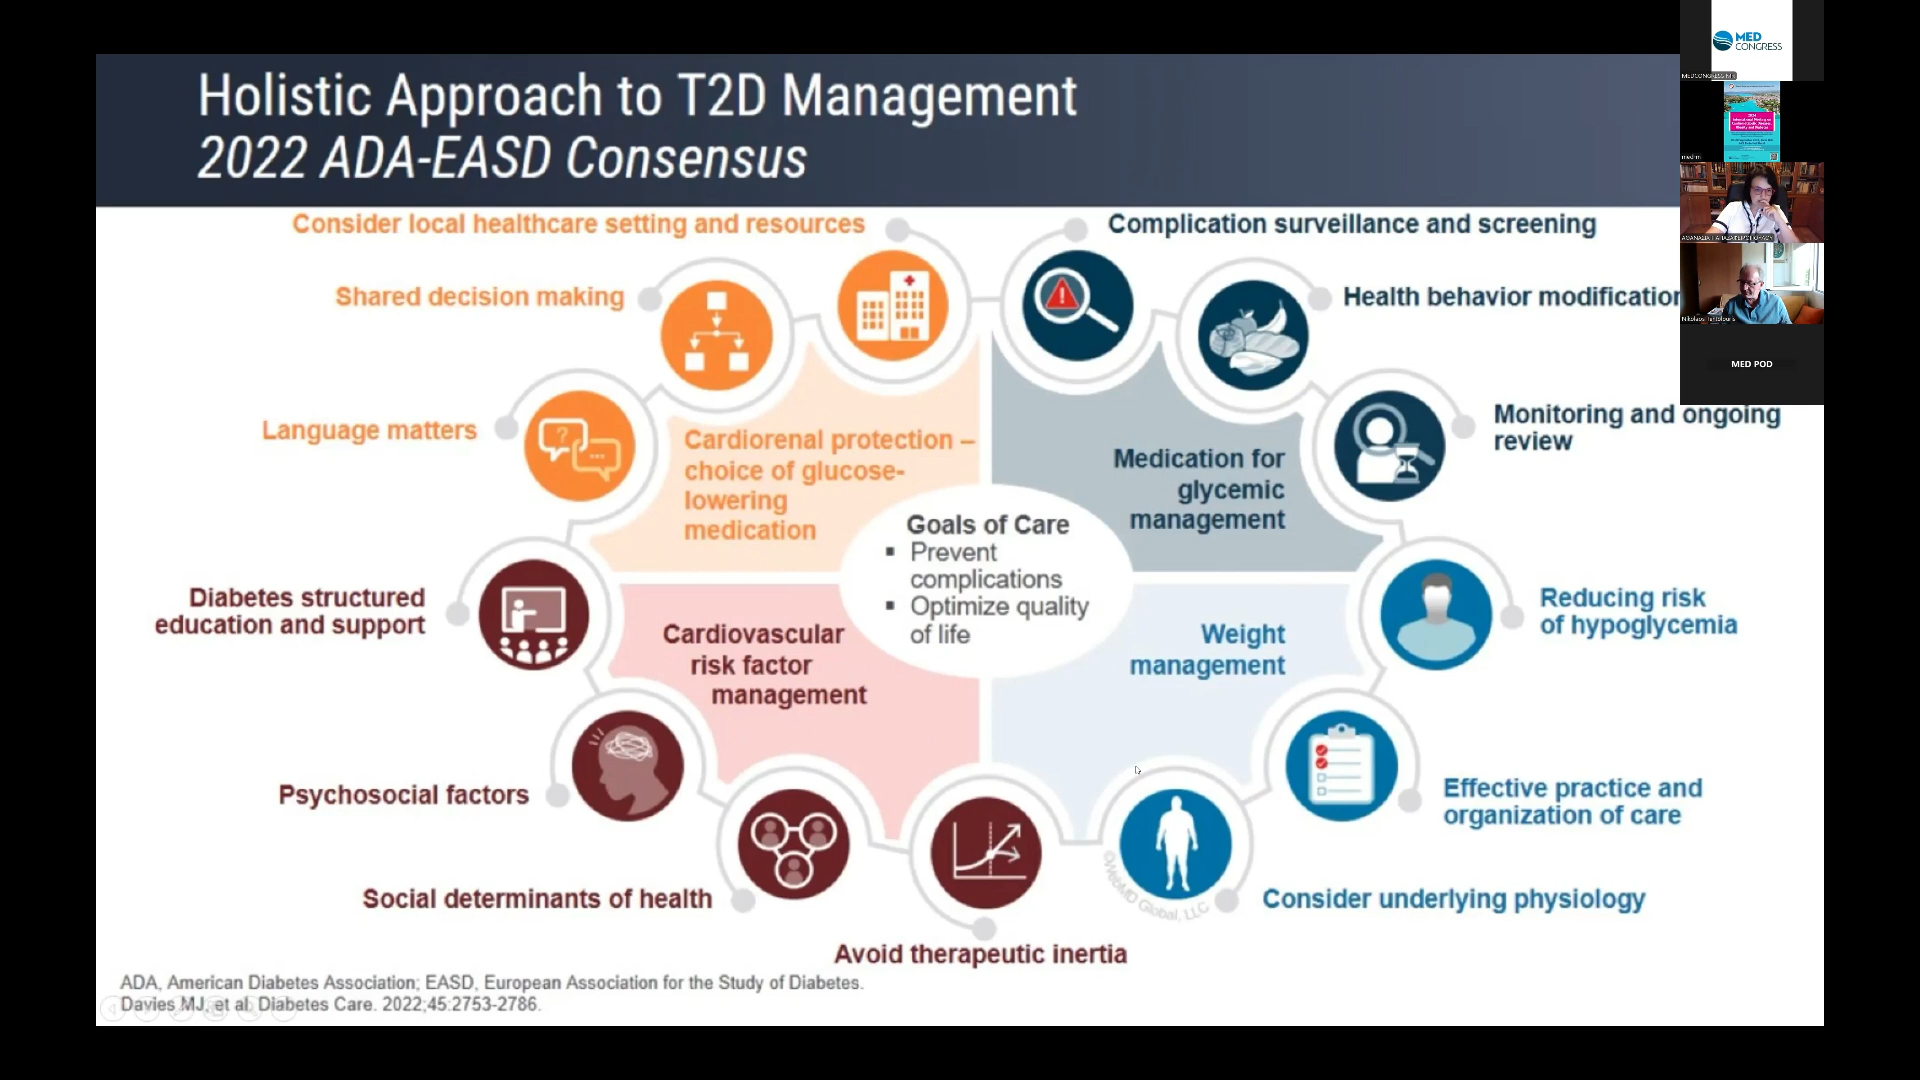 Holistic Approach to T2D Management
2022 ADA-EASD Consensus
Consider local healthcare setting and resources
Complication surveillance and screening
Shared decision making
Health behavior modification
Language matters
Monitoring and ongoing
review
Cardiorenal protection –
choice of glucose-
lowering
medication
Medication for
glycemic
management
Goals of Care
▪ Prevent
complications
▪ Optimize quality
of life
Diabetes structured
education and support
Reducing risk
of hypoglycemia
Cardiovascular
risk factor
management
Weight
management
Psychosocial factors
Effective practice and
organization of care
Social determinants of health
Consider underlying physiology
Avoid therapeutic inertia
©WebMD Global, LLC
ADA, American Diabetes Association; EASD, European Association for the Study of Diabetes.
Davies MJ, et al. Diabetes Care. 2022;45:2753-2786.
MED
CONGRESS
MED POD